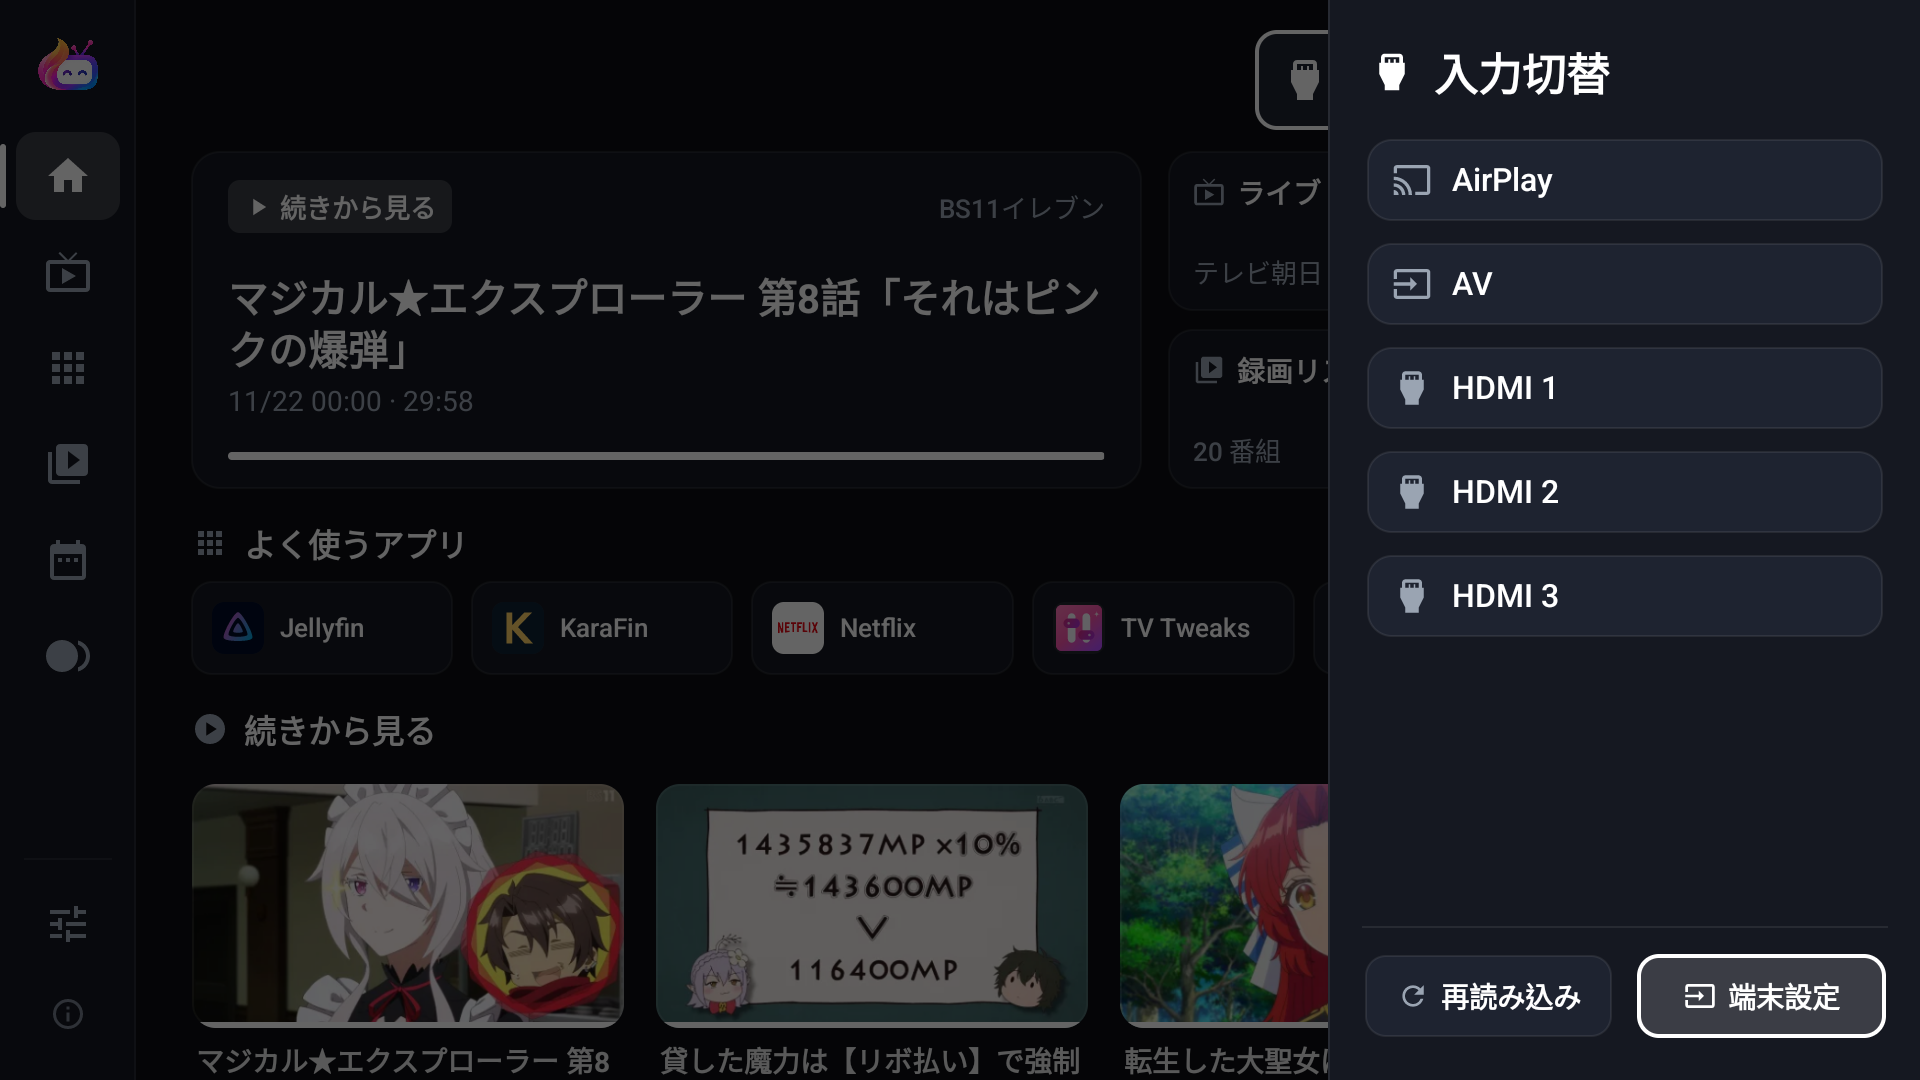 入力切替
AirPlay
AV
HDMI 1
HDMI 2
HDMI 3
再読み込み
端末設定
続きから見る
BS11イレブン
マジカル★エクスプローラー 第8話「それはピン
クの爆弾」
11/22 00:00 · 29:58
ライブ
テレビ朝日
録画リス
20 番組
よく使うアプリ
Jellyfin
KaraFin
NETFLIX
Netflix
TV Tweaks
続きから見る
11
1435837MP ×10%
≒143600MP
116400MP
マジカル★エクスプローラー 第8
貸した魔力は【リボ払い】で強制
転生した大聖女は